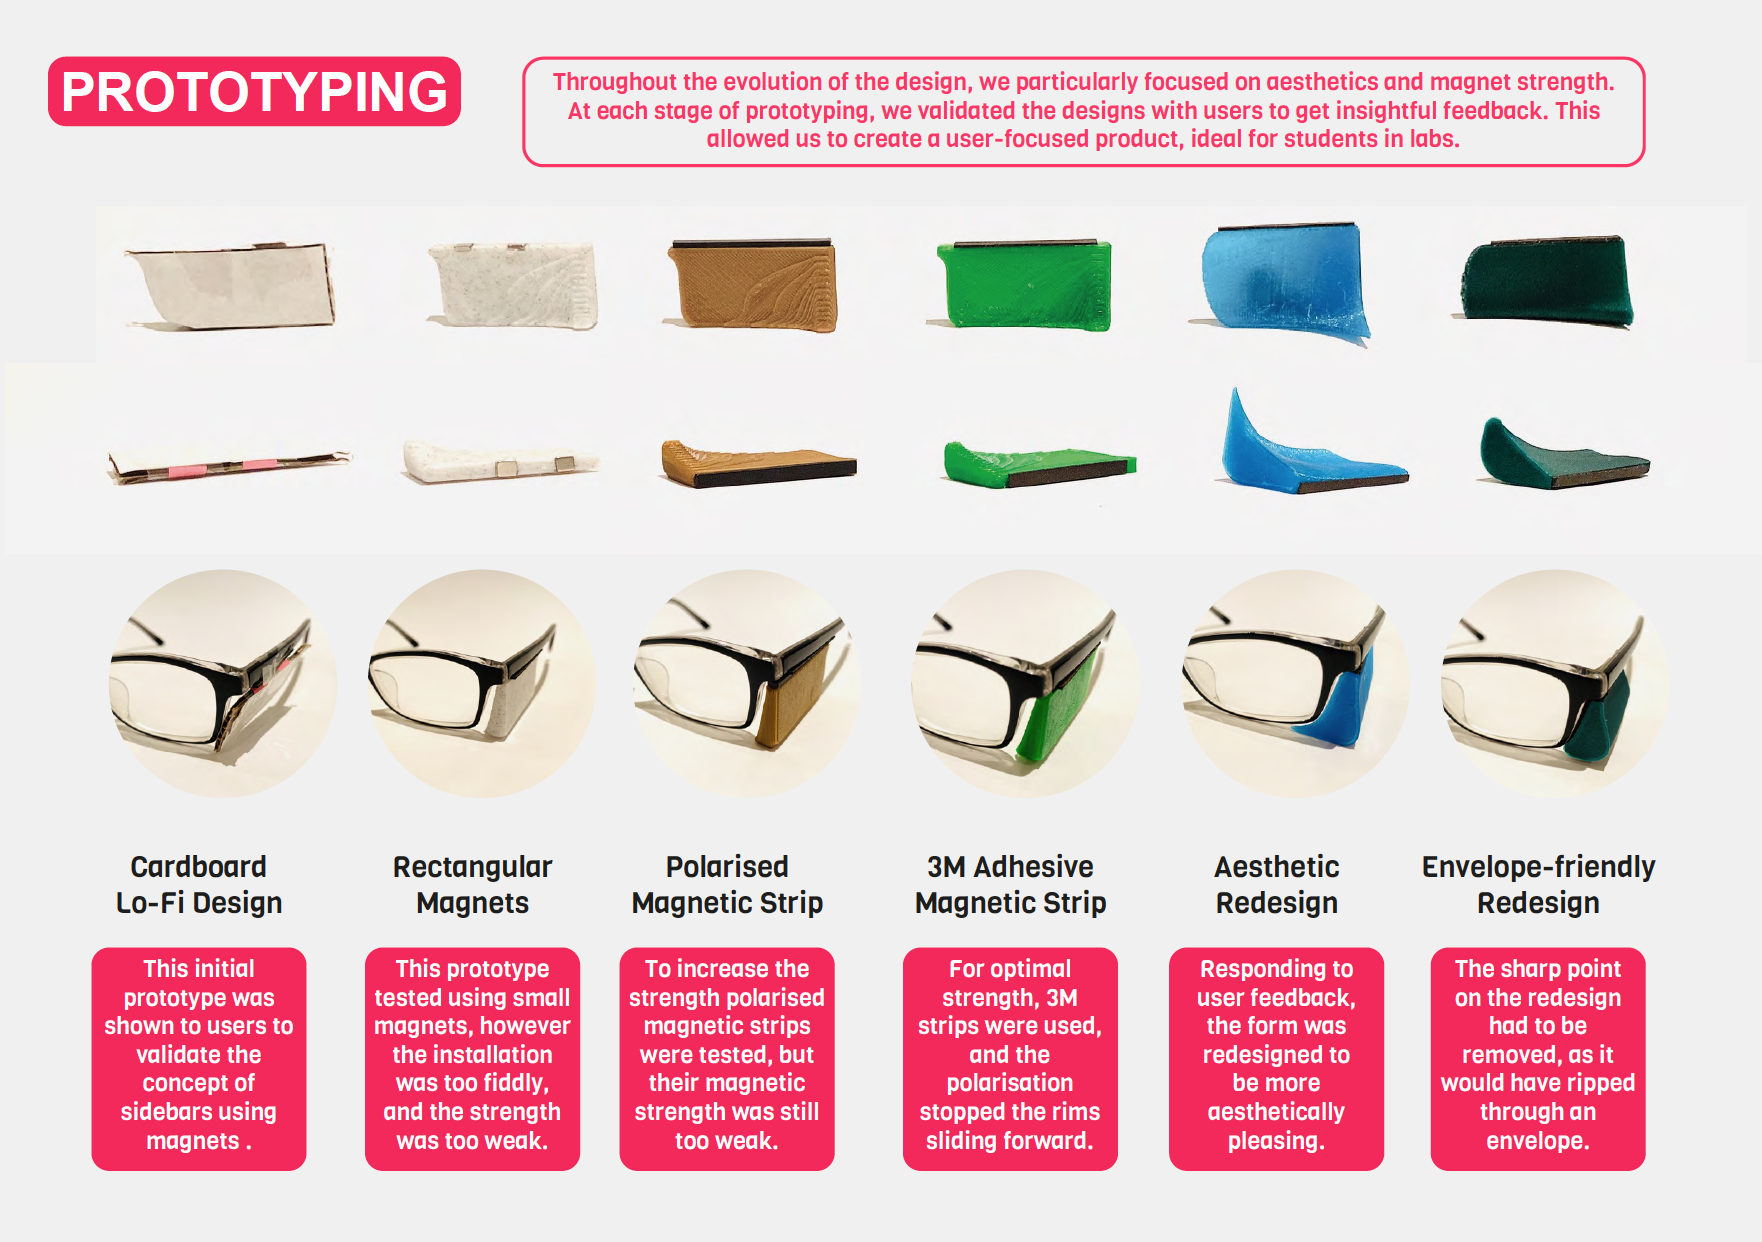 PROTOTYPING
Throughout the evolution of the design, we particularly focused on aesthetics and magnet strength.
At each stage of prototyping, we validated the designs with users to get insightful feedback. This
allowed us to create a user-focused product, ideal for students in labs.
Cardboard
Lo-Fi Design
Rectangular
Magnets
Polarised
Magnetic Strip
3M Adhesive
Magnetic Strip
Aesthetic
Redesign
Envelope-friendly
Redesign
This initial
prototype was
shown to users to
validate the
concept of
sidebars using
magnets .
This prototype
tested using small
magnets, however
the installation
was too fiddly,
and the strength
was too weak.
To increase the
strength polarised
magnetic strips
were tested, but
their magnetic
strength was still
too weak.
For optimal
strength, 3M
strips were used,
and the
polarisation
stopped the rims
sliding forward.
Responding to
user feedback,
the form was
redesigned to
be more
aesthetically
pleasing.
The sharp point
on the redesign
had to be
removed, as it
would have ripped
through an
envelope.